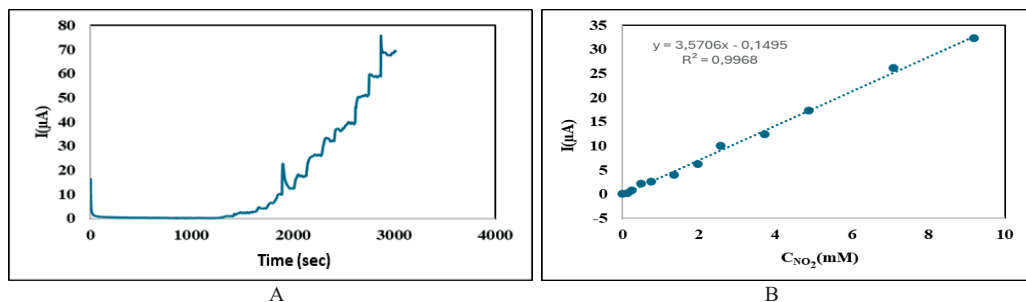 80
70
60
50
40
30
20
10
0
I(µA)
0 1000 2000 3000 4000
Time (sec)
A
35
30
25
20
15
10
5
0
-5
I(µA)
y = 3,5706x - 0,1495
R² = 0,9968
0 2 4 6 8 10
C_NO₂(mM)
B